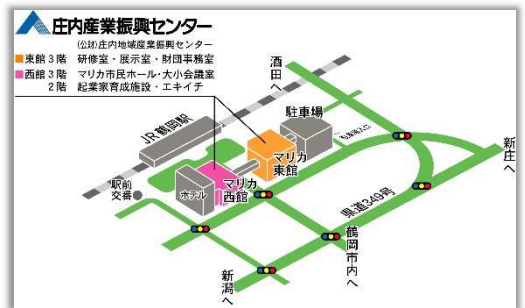 庄内産業振興センター
(公財)庄内地域産業振興センター
東館3階 研修室・展示室・財団事務室
西館3階 マリカ市民ホール・大小会議室
2階 起業家育成施設・エキイチ
酒田へ
駐車場
JR鶴岡駅
駐車場入口
新庄へ
マリカ東館
駅前交番
ホテル
マリカ西館
県道349号
鶴岡市内へ
新潟へ